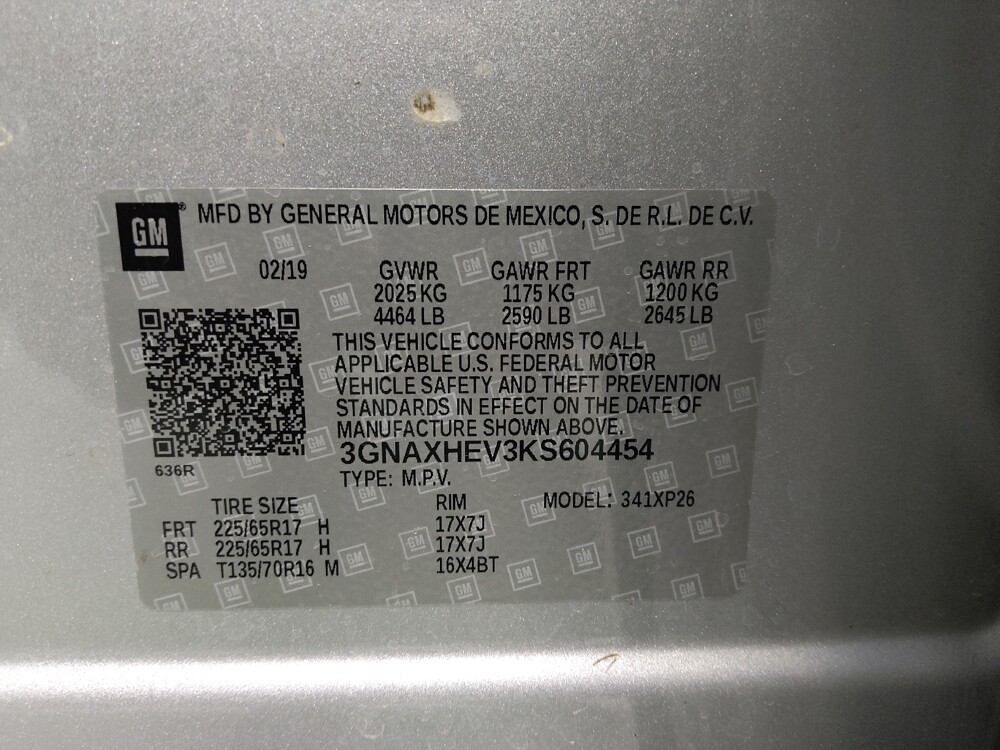 GM® MFD BY GENERAL MOTORS DE MEXICO, S. DE R.L. DE C.V.
02/19 GVWR GAWR FRT GAWR RR
2025 KG 1175 KG 1200 KG
4464 LB 2590 LB 2645 LB
THIS VEHICLE CONFORMS TO ALL
APPLICABLE U.S. FEDERAL MOTOR
VEHICLE SAFETY AND THEFT PREVENTION
STANDARDS IN EFFECT ON THE DATE OF
MANUFACTURE SHOWN ABOVE.
3GNAXHEV3KS604454
636R
TYPE: M.P.V.
TIRE SIZE RIM MODEL: 341XP26
FRT 225/65R17 H 17X7J
RR 225/65R17 H 17X7J
SPA T135/70R16 M 16X4BT